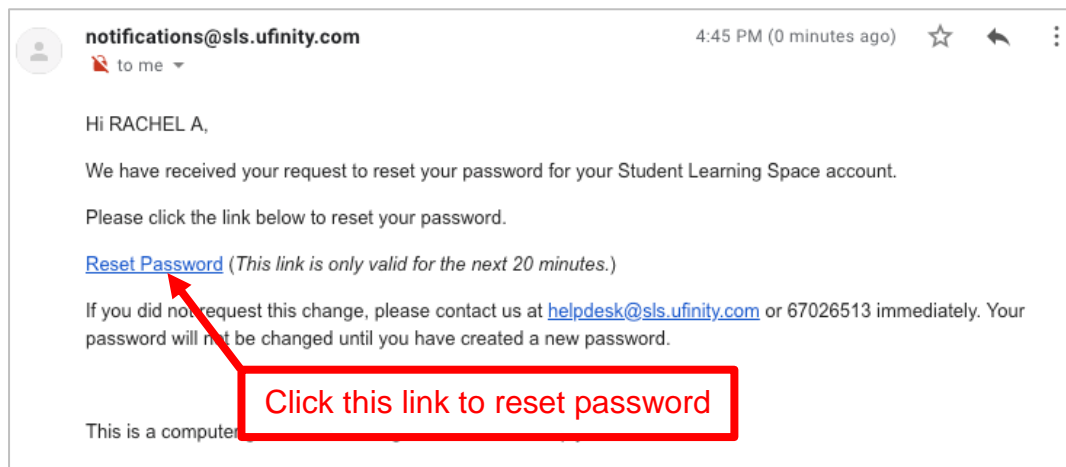 notifications@sls.ufinity.com 4:45 PM (0 minutes ago)
to me
Hi RACHEL A,
We have received your request to reset your password for your Student Learning Space account.
Please click the link below to reset your password.
Reset Password (This link is only valid for the next 20 minutes.)
If you did not request this change, please contact us at helpdesk@sls.ufinity.com or 67026513 immediately. Your
password will not be changed until you have created a new password.
Click this link to reset password
This is a computer